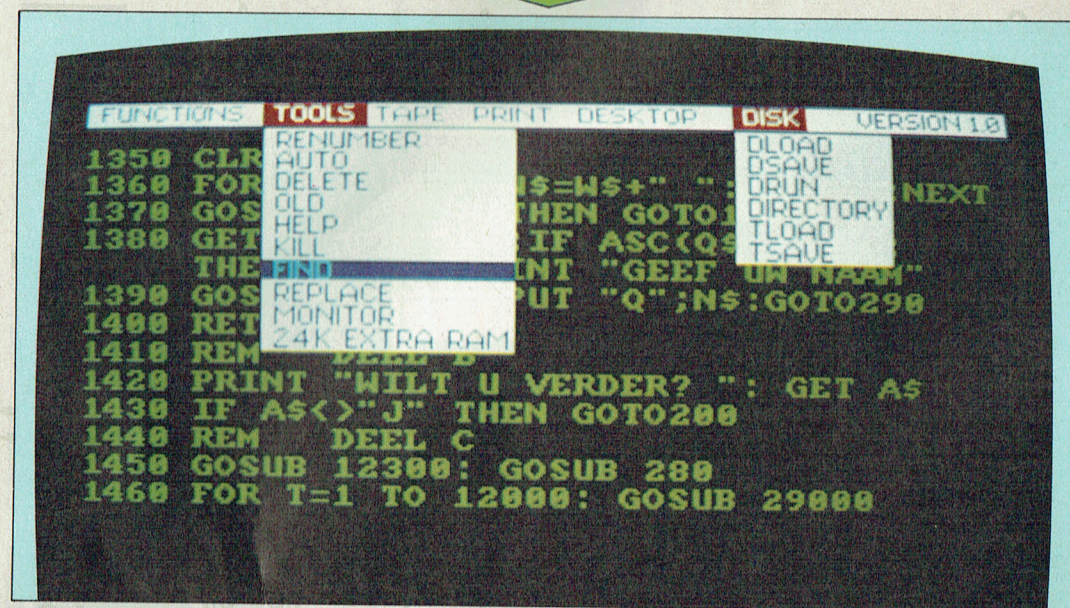 FUNCTIONS TOOLS TAPE PRINT DESKTOP DISK VERSION 1.0
RENUMBER
AUTO
DELETE
OLD
HELP
KILL
FIND
REPLACE
MONITOR
24K EXTRA RAM
DLOAD
DSAVE
DRUN
DIRECTORY
TLOAD
TSAVE
1350 CLR
1360 FOR W$=W$+" ": NEXT
1370 GOS THEN GOTO1
1380 GET :IF ASC(Q$
THE INT "GEEF UW NAAM"
1390 GOS PUT "Q";N$:GOTO290
1400 RET
1410 REM DEEL B
1420 PRINT "WILT U VERDER? ": GET A$
1430 IF A$<>"J" THEN GOTO200
1440 REM DEEL C
1450 GOSUB 12300: GOSUB 280
1460 FOR T=1 TO 12000: GOSUB 29000